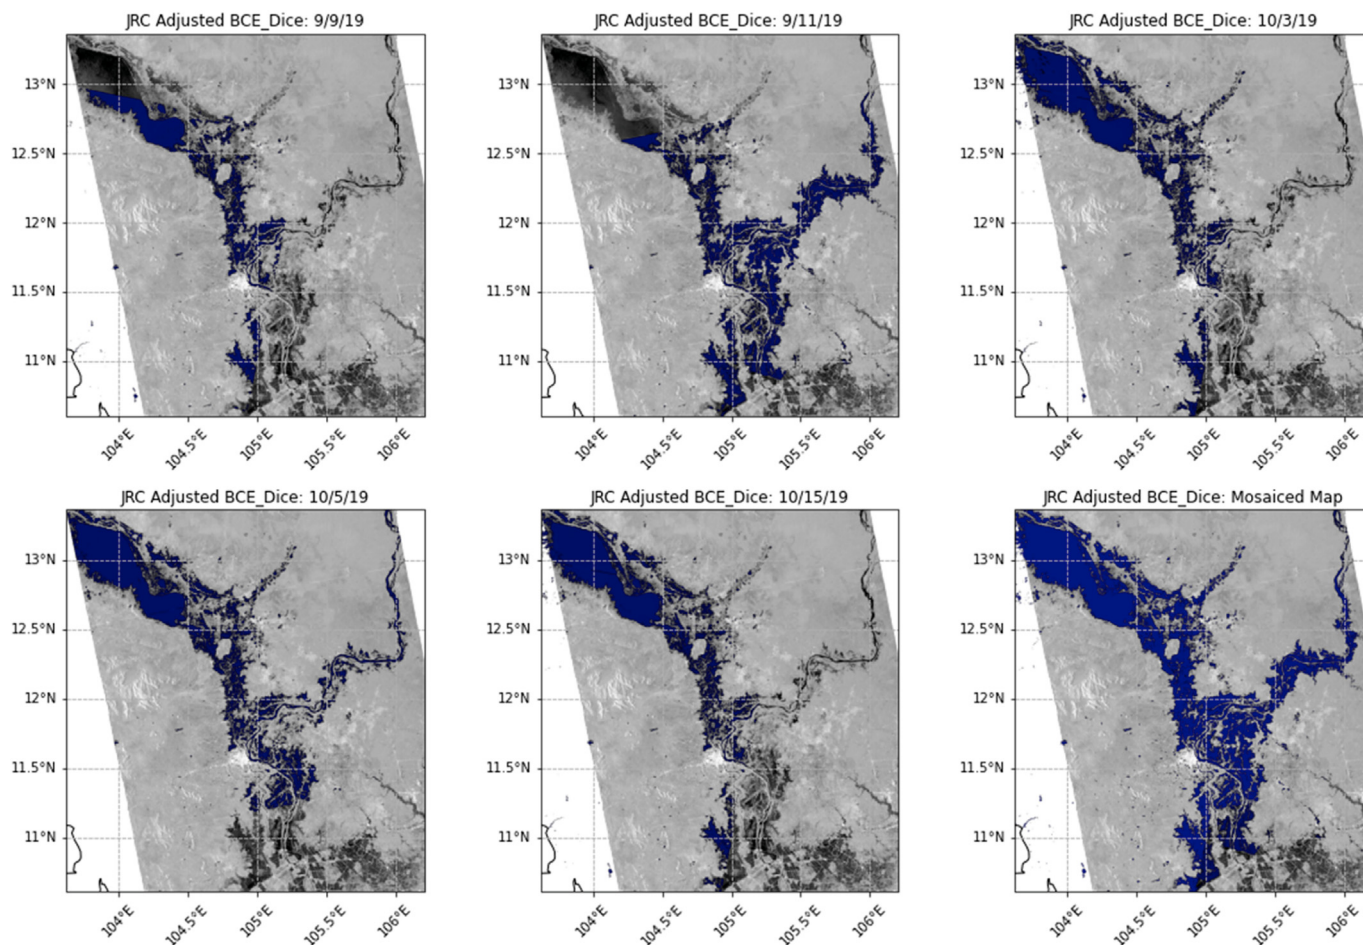 JRC Adjusted BCE_Dice: 9/9/19
JRC Adjusted BCE_Dice: 9/11/19
JRC Adjusted BCE_Dice: 10/3/19
13°N
12.5°N
12°N
11.5°N
11°N
13°N
12.5°N
12°N
11.5°N
11°N
13°N
12.5°N
12°N
11.5°N
11°N
104°E
104.5°E
105°E
105.5°E
106°E
104°E
104.5°E
105°E
105.5°E
106°E
104°E
104.5°E
105°E
105.5°E
106°E
JRC Adjusted BCE_Dice: 10/5/19
JRC Adjusted BCE_Dice: 10/15/19
JRC Adjusted BCE_Dice: Mosaiced Map
13°N
12.5°N
12°N
11.5°N
11°N
13°N
12.5°N
12°N
11.5°N
11°N
13°N
12.5°N
12°N
11.5°N
11°N
104°E
104.5°E
105°E
105.5°E
106°E
104°E
104.5°E
105°E
105.5°E
106°E
104°E
104.5°E
105°E
105.5°E
106°E